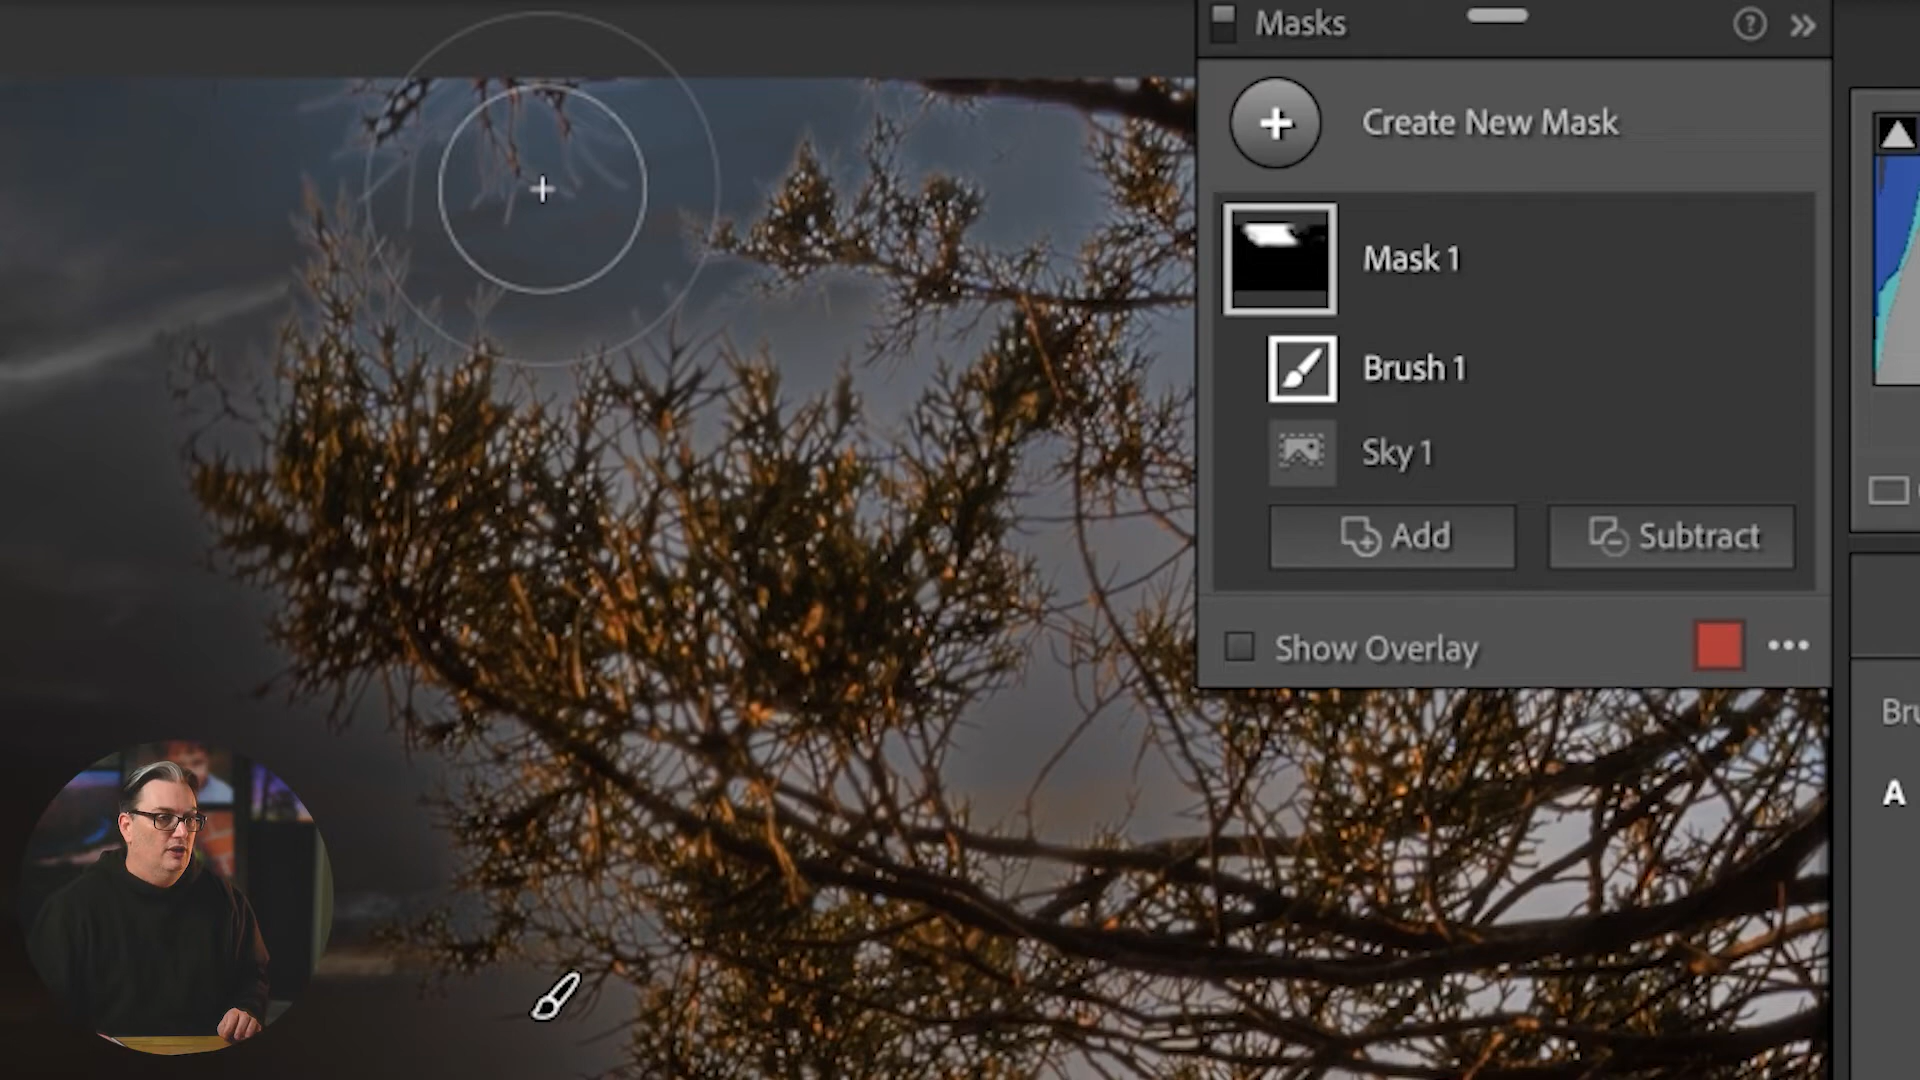 Masks
Create New Mask
Mask 1
Brush 1
Sky 1
Add
Subtract
Show Overlay
Bru
A